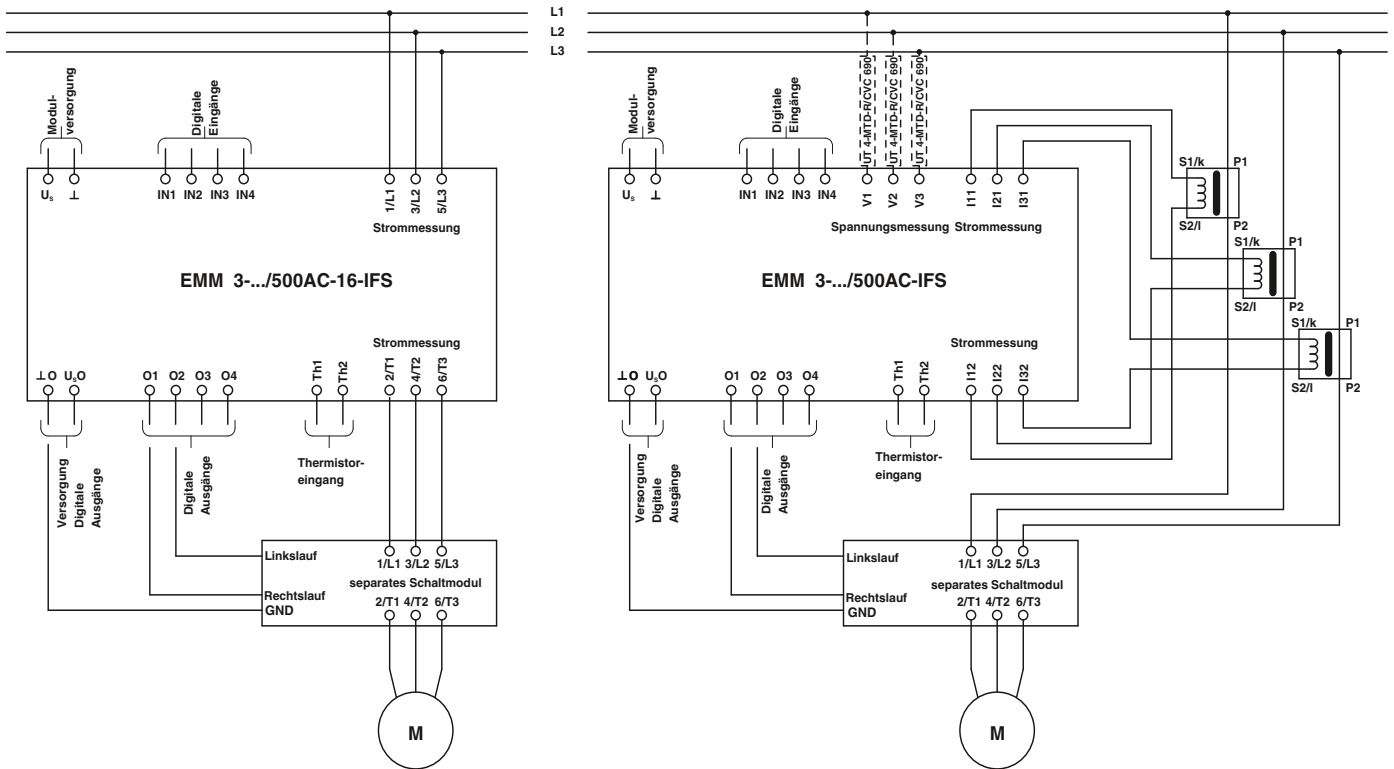 L1
L2
L3
Modul-
versorgung
Digitale
Eingänge
Us ⊥ IN1 IN2 IN3 IN4 1/L1 3/L2 5/L3
Strommessung
EMM 3-.../500AC-16-IFS
Strommessung
⊥O UsO O1 O2 O3 O4 Th1 Th2 2/T1 4/T2 6/T3
Versorgung
Digitale
Ausgänge
Digitale
Ausgänge
Thermistor-
eingang
Linkslauf
Rechtslauf
GND
1/L1 3/L2 5/L3
separates Schaltmodul
2/T1 4/T2 6/T3
M
Modul-
versorgung
Digitale
Eingänge
UT 4-MTD-R/CVC 690
UT 4-MTD-R/CVC 690
UT 4-MTD-R/CVC 690
Us ⊥ IN1 IN2 IN3 IN4 V1 V2 V3 I11 I21 I31
Spannungsmessung Strommessung
EMM 3-.../500AC-IFS
Strommessung
⊥O UsO O1 O2 O3 O4 Th1 Th2 I12 I22 I32
S1/k P1
S2/l P2
S1/k P1
S2/l P2
S1/k P1
S2/l P2
Versorgung
Digitale
Ausgänge
Digitale
Ausgänge
Thermistor-
eingang
Linkslauf
Rechtslauf
GND
1/L1 3/L2 5/L3
separates Schaltmodul
2/T1 4/T2 6/T3
M